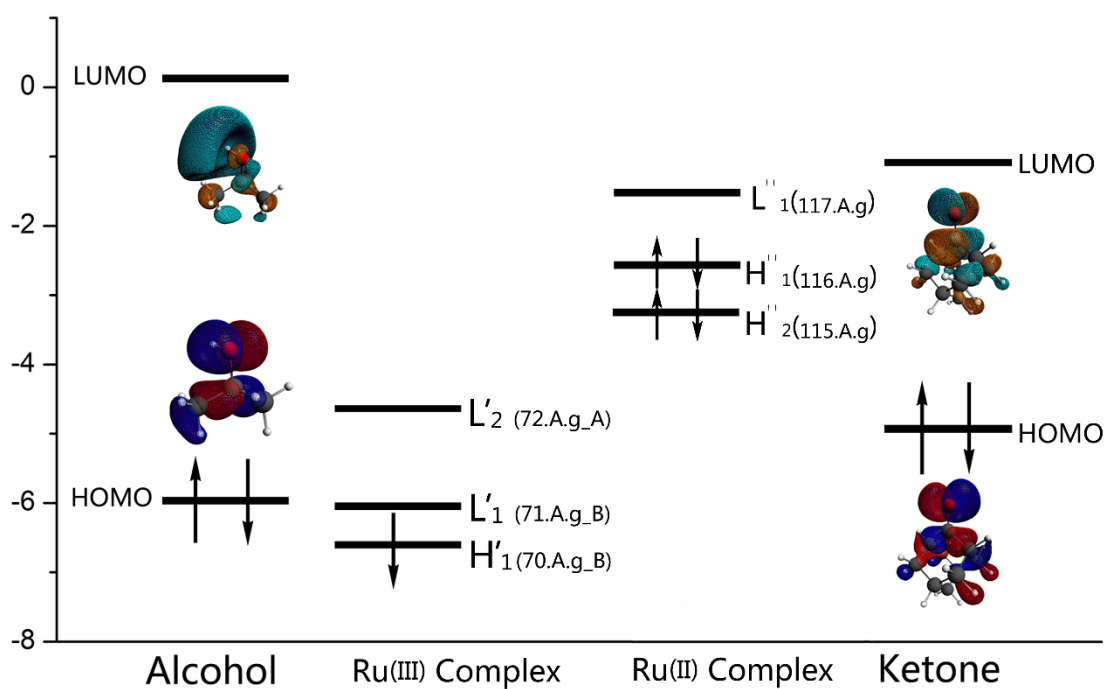 0
-2
-4
-6
-8
LUMO
HOMO
L′2 (72.A.g_A)
L′1 (71.A.g_B)
H′1(70.A.g_B)
L''1(117.A.g)
H''1(116.A.g)
H''2(115.A.g)
LUMO
HOMO
Alcohol
Ru(III) Complex
Ru(II) Complex
Ketone